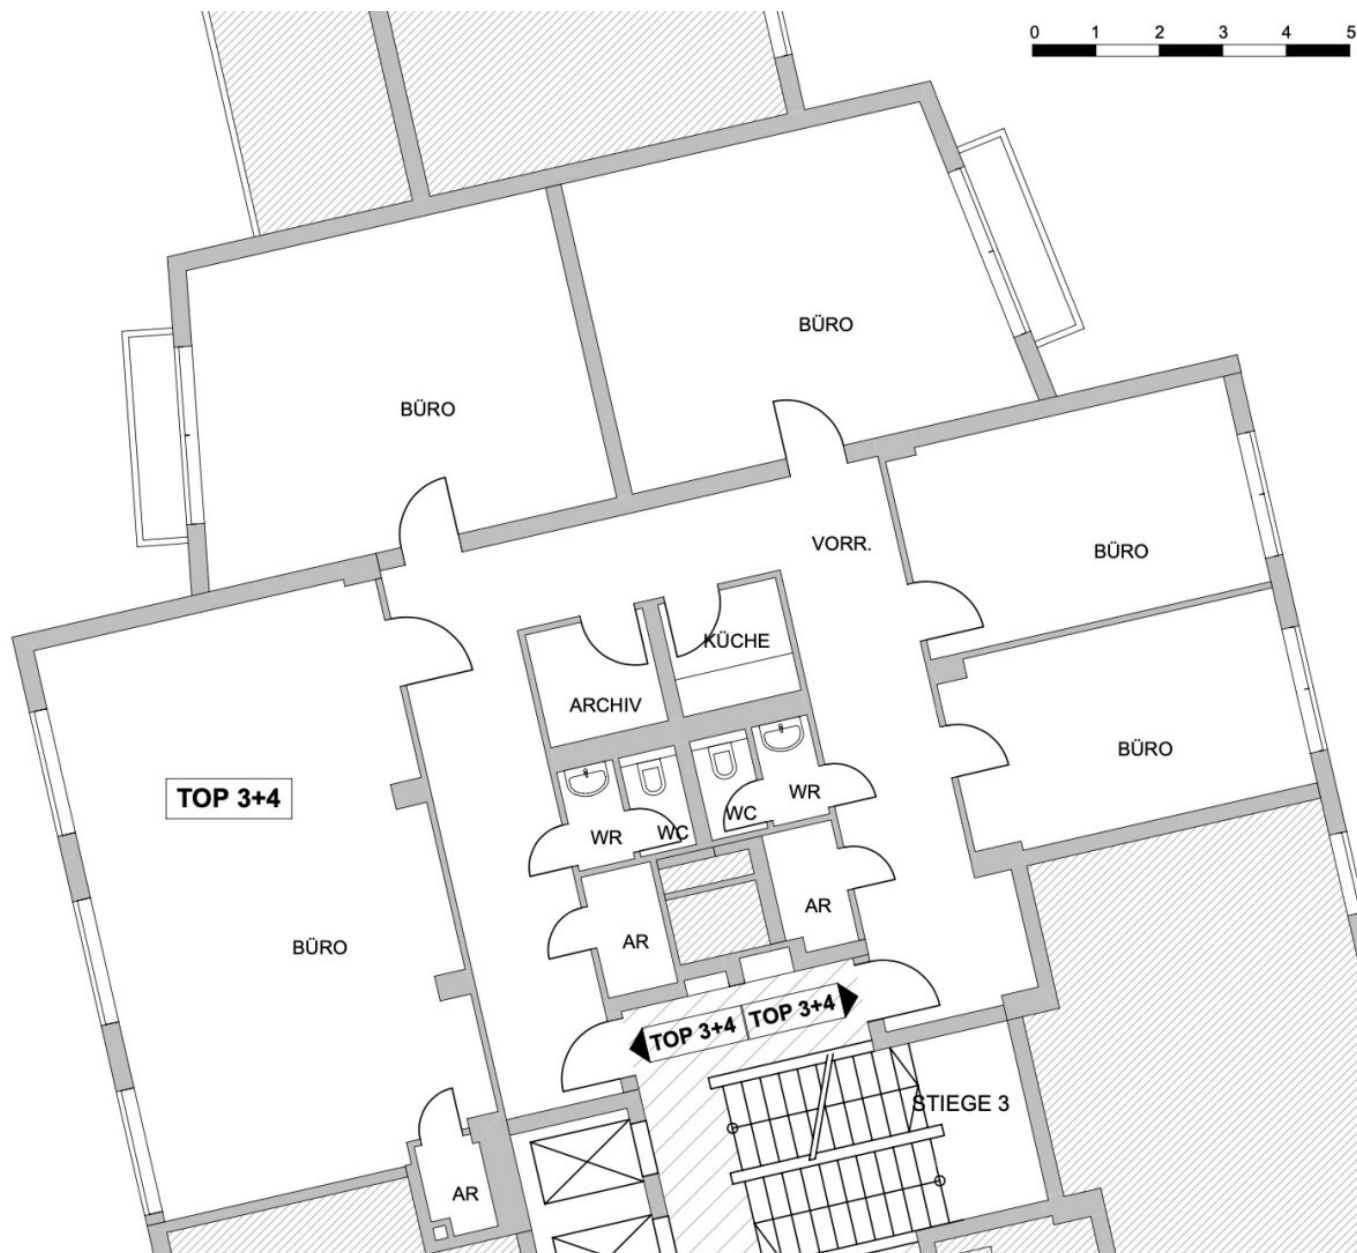 0 1 2 3 4 5
BÜRO
BÜRO
VORR.
BÜRO
KÜCHE
ARCHIV
BÜRO
TOP 3+4
WR
WC
WC
WR
AR
AR
BÜRO
TOP 3+4
TOP 3+4
STIEGE 3
AR